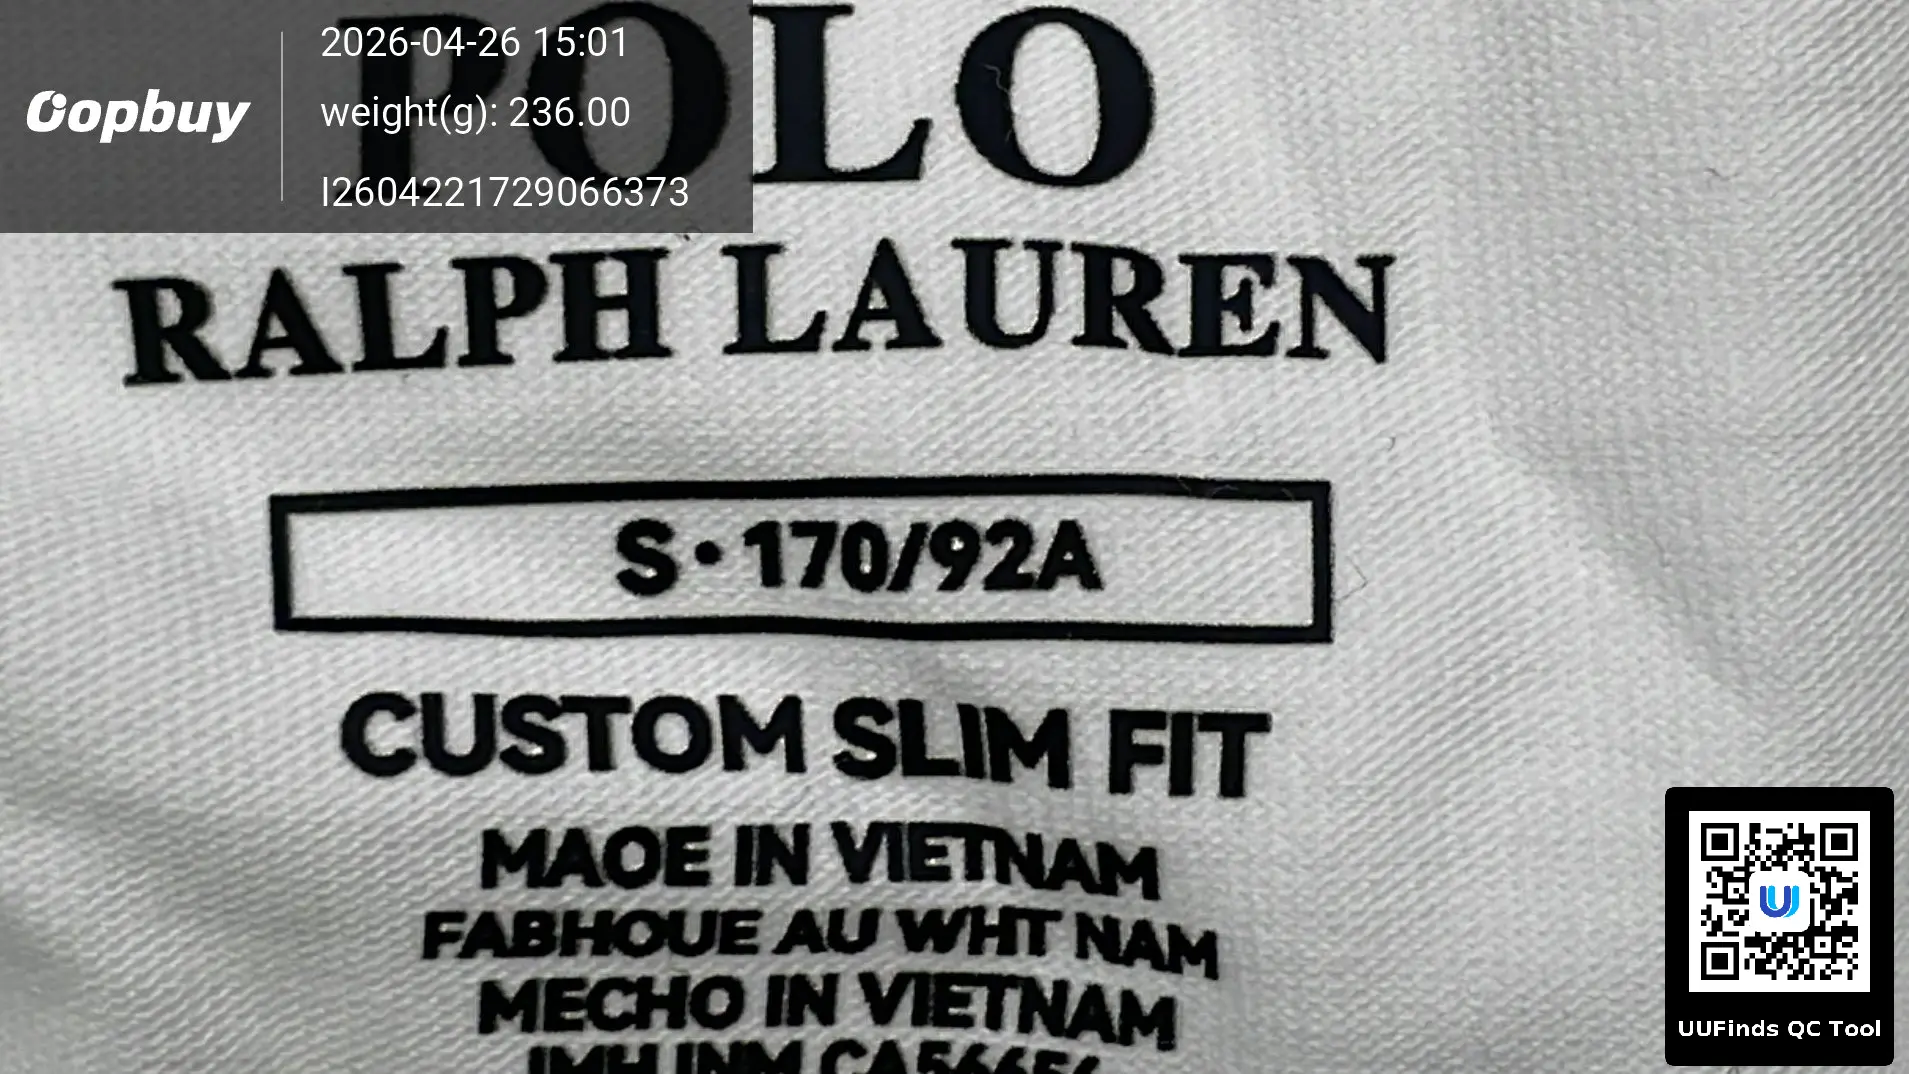 Oopbuy
2026-04-26 15:01
weight(g): 236.00
I2604221729066373
POLO
RALPH LAUREN
S·170/92A
CUSTOM SLIM FIT
MAOE IN VIETNAM
FABHOUE AU WHT NAM
MECHO IN VIETNAM
UUFinds QC Tool